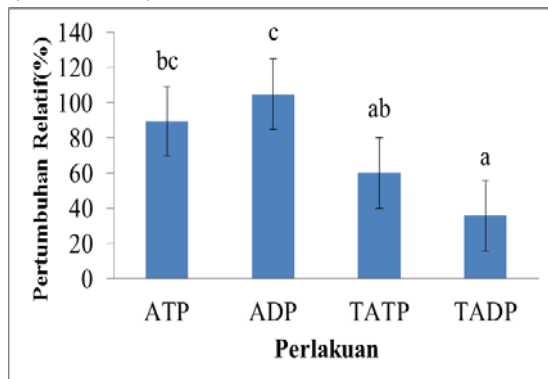 140
120
100
80
60
40
20
0
Pertumbuhan Relatif(%)
bc
c
ab
a
ATP ADP TATP TADP
Perlakuan